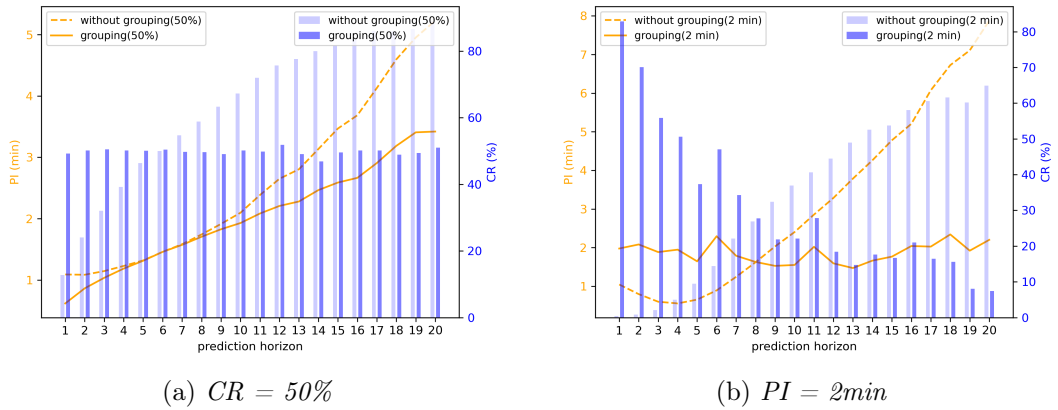 without grouping(50%)
grouping(50%)
without grouping(50%)
grouping(50%)
PI (min)
5
4
3
2
1
80
60
40
20
0
CR (%)
1 2 3 4 5 6 7 8 9 10 11 12 13 14 15 16 17 18 19 20
prediction horizon
(a) CR = 50%
without grouping(2 min)
grouping(2 min)
without grouping(2 min)
grouping(2 min)
PI (min)
8
7
6
5
4
3
2
1
80
70
60
50
40
30
20
10
0
CR (%)
1 2 3 4 5 6 7 8 9 10 11 12 13 14 15 16 17 18 19 20
prediction horizon
(b) PI = 2min